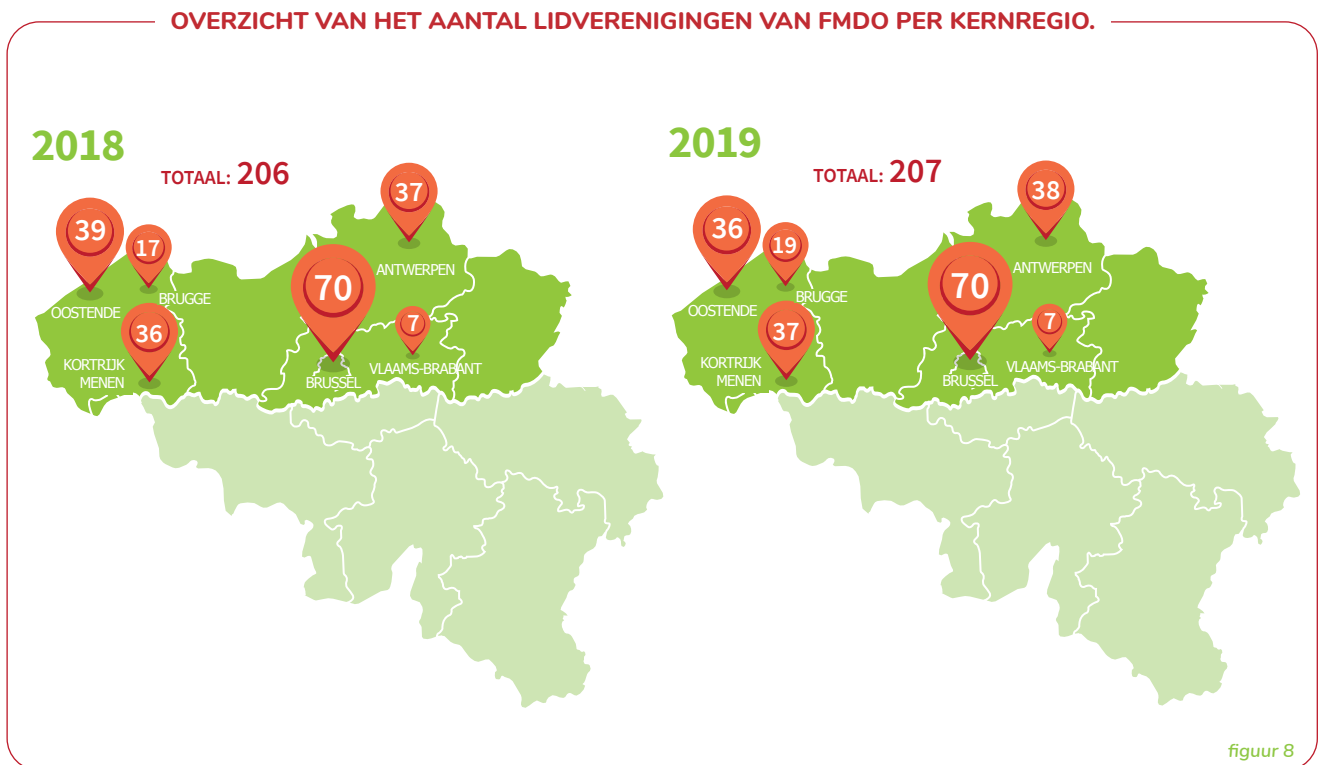 OVERZICHT VAN HET AANTAL LIDVERENIGINGEN VAN FMDO PER KERNREGIO.
2018
TOTAAL: 206
37
39
17
70
ANTWERPEN
BRUGGE
OOSTENDE
36
7
KORTRIJK
MENEN
VLAAMS-BRABANT
BRUSSEL
2019
TOTAAL: 207
38
36
19
70
ANTWERPEN
BRUGGE
OOSTENDE
37
7
KORTRIJK
MENEN
VLAAMS-BRABANT
BRUSSEL
figuur 8